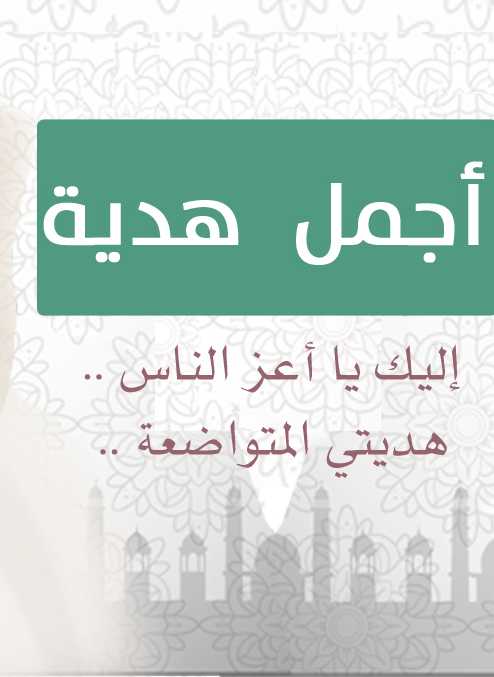 أجمل هدية
إليك يا أعز الناس ..
هديتي المتواضعة ..